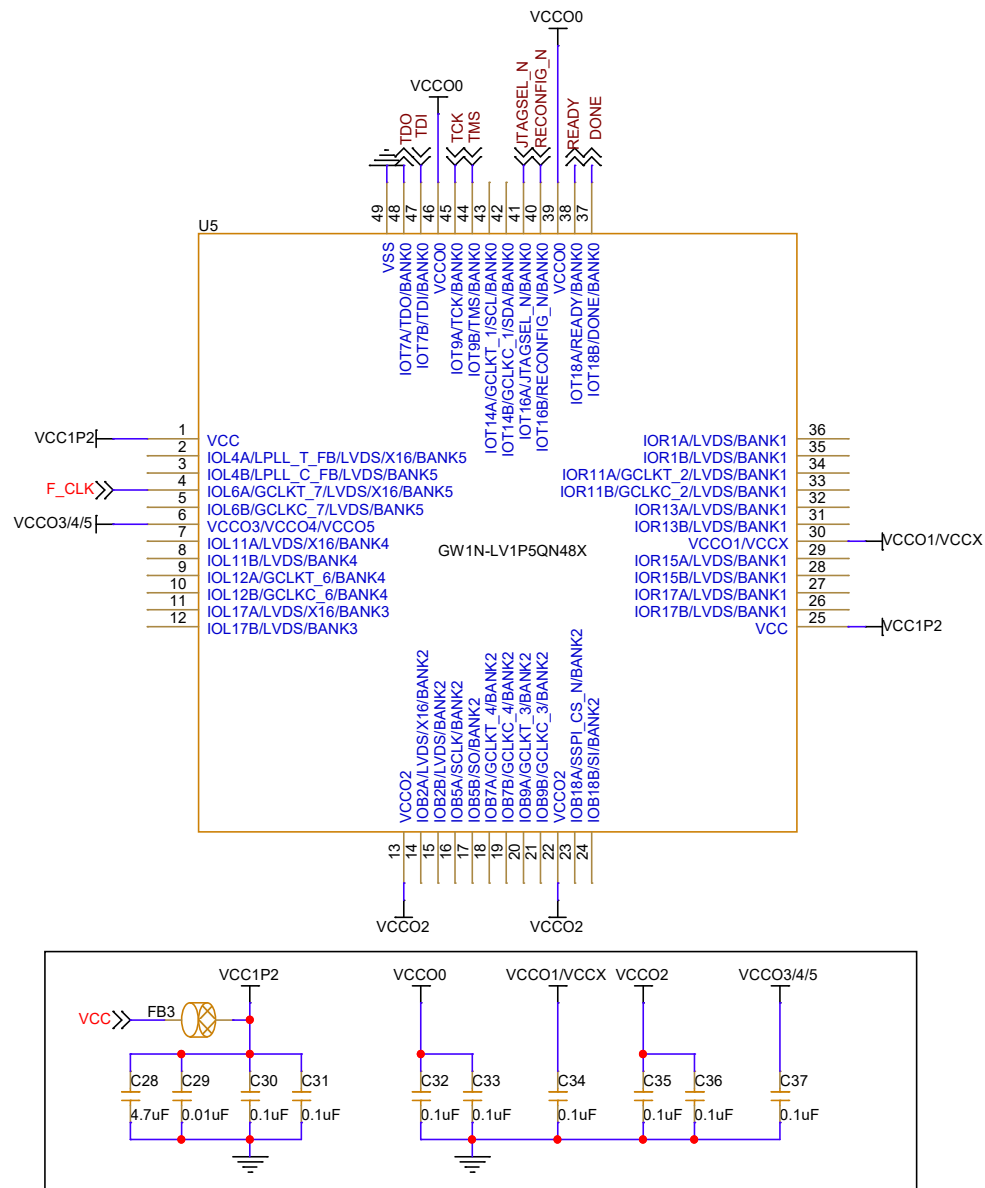 VCCO0
VCCO0
TDO
TDI
TCK
TMS
JTAGSEL_N
RECONFIG_N
READY
DONE
49
48
47
46
45
44
43
42
41
40
39
38
37
U5
VSS
IOT7A/TDO/BANK0
IOT7B/TDI/BANK0
VCCO0
IOT9A/TCK/BANK0
IOT9B/TMS/BANK0
IOT14A/GCLKT_1/SCL/BANK0
IOT14B/GCLKC_1/SDA/BANK0
IOT16A/JTAGSEL_N/BANK0
IOT16B/RECONFIG_N/BANK0
VCCO0
IOT18A/READY/BANK0
IOT18B/DONE/BANK0
VCC1P2
F_CLK
VCCO3/4/5
1
2
3
4
5
6
7
8
9
10
11
12
VCC
IOL4A/LPLL_T_FB/LVDS/X16/BANK5
IOL4B/LPLL_C_FB/LVDS/BANK5
IOL6A/GCLKT_7/LVDS/X16/BANK5
IOL6B/GCLKC_7/LVDS/BANK5
VCCO3/VCCO4/VCCO5
IOL11A/LVDS/X16/BANK4
IOL11B/LVDS/BANK4
IOL12A/GCLKT_6/BANK4
IOL12B/GCLKC_6/BANK4
IOL17A/LVDS/X16/BANK3
IOL17B/LVDS/BANK3
GW1N-LV1P5QN48X
IOR1A/LVDS/BANK1
IOR1B/LVDS/BANK1
IOR11A/GCLKT_2/LVDS/BANK1
IOR11B/GCLKC_2/LVDS/BANK1
IOR13A/LVDS/BANK1
IOR13B/LVDS/BANK1
VCCO1/VCCX
IOR15A/LVDS/BANK1
IOR15B/LVDS/BANK1
IOR17A/LVDS/BANK1
IOR17B/LVDS/BANK1
VCC
36
35
34
33
32
31
30
29
28
27
26
25
VCCO1/VCCX
VCC1P2
VCCO2
IOB2A/LVDS/X16/BANK2
IOB2B/LVDS/BANK2
IOB5A/SCLK/BANK2
IOB5B/SO/BANK2
IOB7A/GCLKT_4/BANK2
IOB7B/GCLKC_4/BANK2
IOB9A/GCLKT_3/BANK2
IOB9B/GCLKC_3/BANK2
VCCO2
IOB18A/SSPI_CS_N/BANK2
IOB18B/SI/BANK2
13
14
15
16
17
18
19
20
21
22
23
24
VCCO2
VCCO2
VCC1P2
VCCO0
VCCO1/VCCX
VCCO2
VCCO3/4/5
VCC
FB3
C28
C29
C30
C31
C32
C33
C34
C35
C36
C37
4.7uF
0.01uF
0.1uF
0.1uF
0.1uF
0.1uF
0.1uF
0.1uF
0.1uF
0.1uF